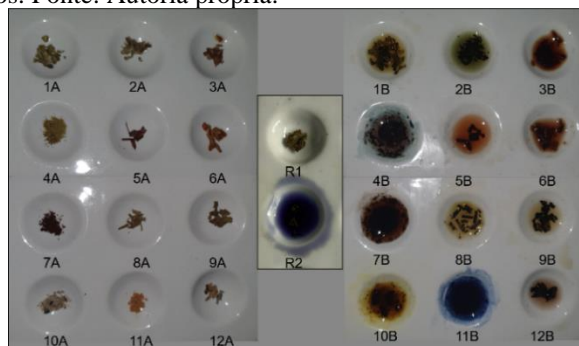 os. Fonte: Autoria própria.
1A 2A 3A 1B 2B 3B
R1
4A 5A 6A 4B 5B 6B
R2
7A 8A 9A 7B 8B 9B
10A 11A 12A 10B 11B 12B